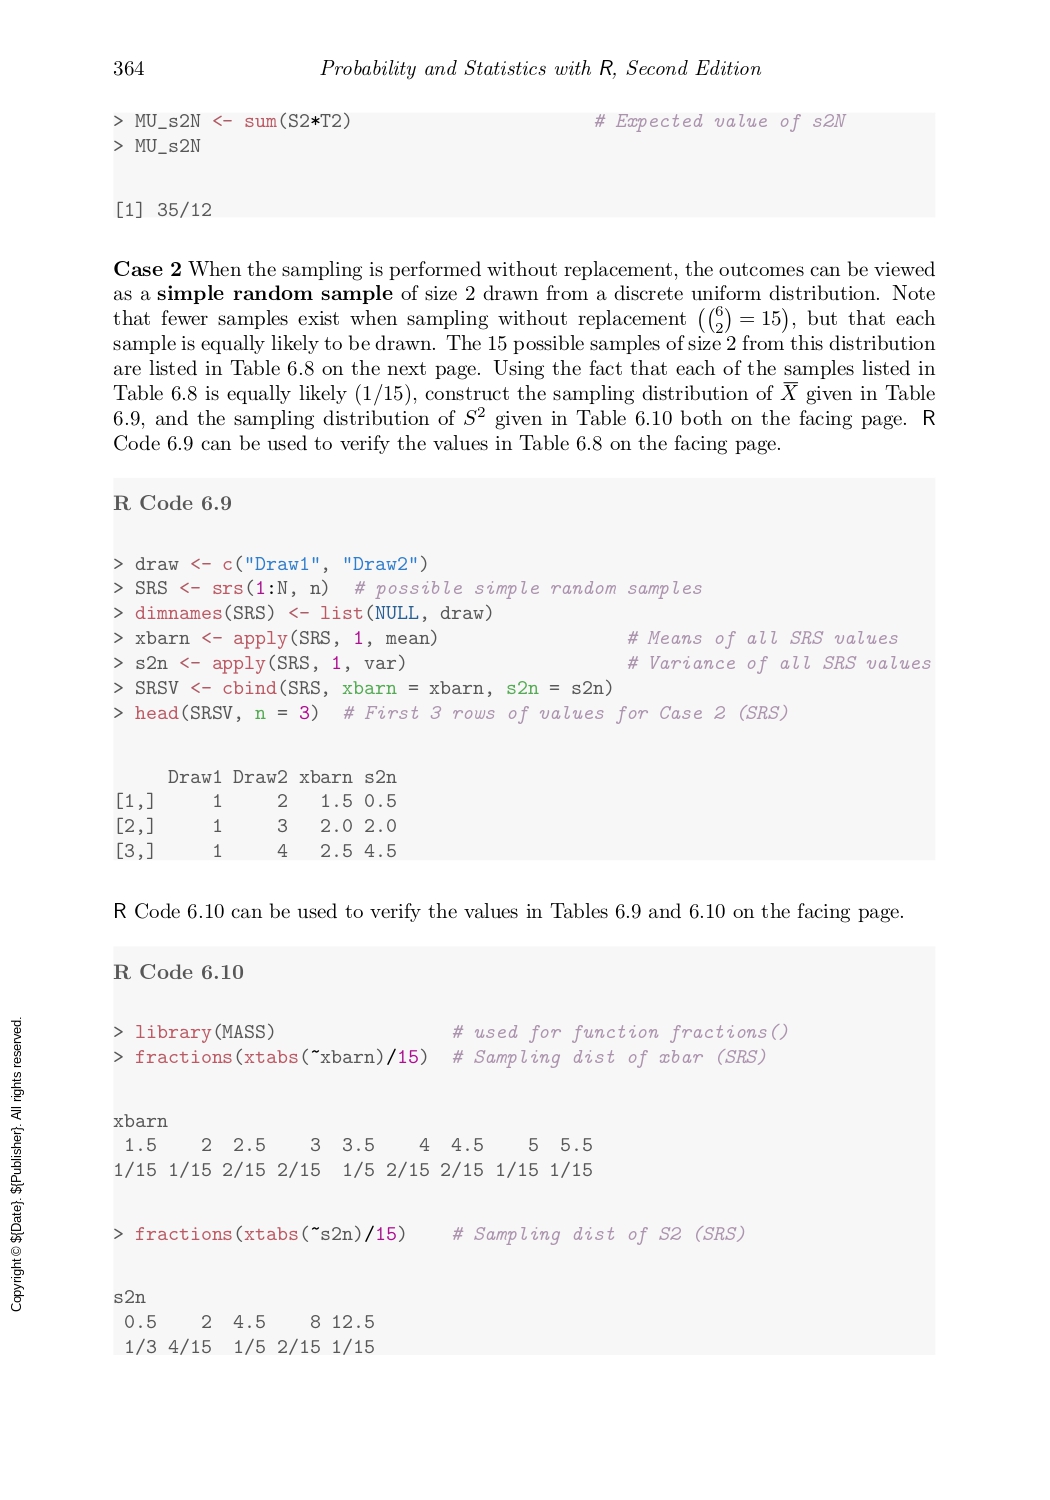 364 Probability and Statistics with R, Second Edition
> MU_s2N <- sum(S2*T2) # Expected value of s2N
> MU_s2N
[1] 35/12
Case 2 When the sampling is performed without replacement, the outcomes can be viewed
as a simple random sample of size 2 drawn from a discrete uniform distribution. Note
that fewer samples exist when sampling without replacement ((6 2) = 15), but that each
sample is equally likely to be drawn. The 15 possible samples of size 2 from this distribution
are listed in Table 6.8 on the next page. Using the fact that each of the samples listed in
Table 6.8 is equally likely (1/15), construct the sampling distribution of X̅ given in Table
6.9, and the sampling distribution of S² given in Table 6.10 both on the facing page. R
Code 6.9 can be used to verify the values in Table 6.8 on the facing page.
R Code 6.9
> draw <- c("Draw1", "Draw2")
> SRS <- srs(1:N, n) # possible simple random samples
> dimnames(SRS) <- list(NULL, draw)
> xbarn <- apply(SRS, 1, mean) # Means of all SRS values
> s2n <- apply(SRS, 1, var) # Variance of all SRS values
> SRSV <- cbind(SRS, xbarn = xbarn, s2n = s2n)
> head(SRSV, n = 3) # First 3 rows of values for Case 2 (SRS)
Draw1 Draw2 xbarn s2n
[1,] 1 2 1.5 0.5
[2,] 1 3 2.0 2.0
[3,] 1 4 2.5 4.5
R Code 6.10 can be used to verify the values in Tables 6.9 and 6.10 on the facing page.
R Code 6.10
> library(MASS) # used for function fractions()
> fractions(xtabs(~xbarn)/15) # Sampling dist of xbar (SRS)
xbarn
1.5 2 2.5 3 3.5 4 4.5 5 5.5
1/15 1/15 2/15 2/15 1/5 2/15 2/15 1/15 1/15
> fractions(xtabs(~s2n)/15) # Sampling dist of S2 (SRS)
s2n
0.5 2 4.5 8 12.5
1/3 4/15 1/5 2/15 1/15
Copyright © ${Date}. ${Publisher}. All rights reserved.